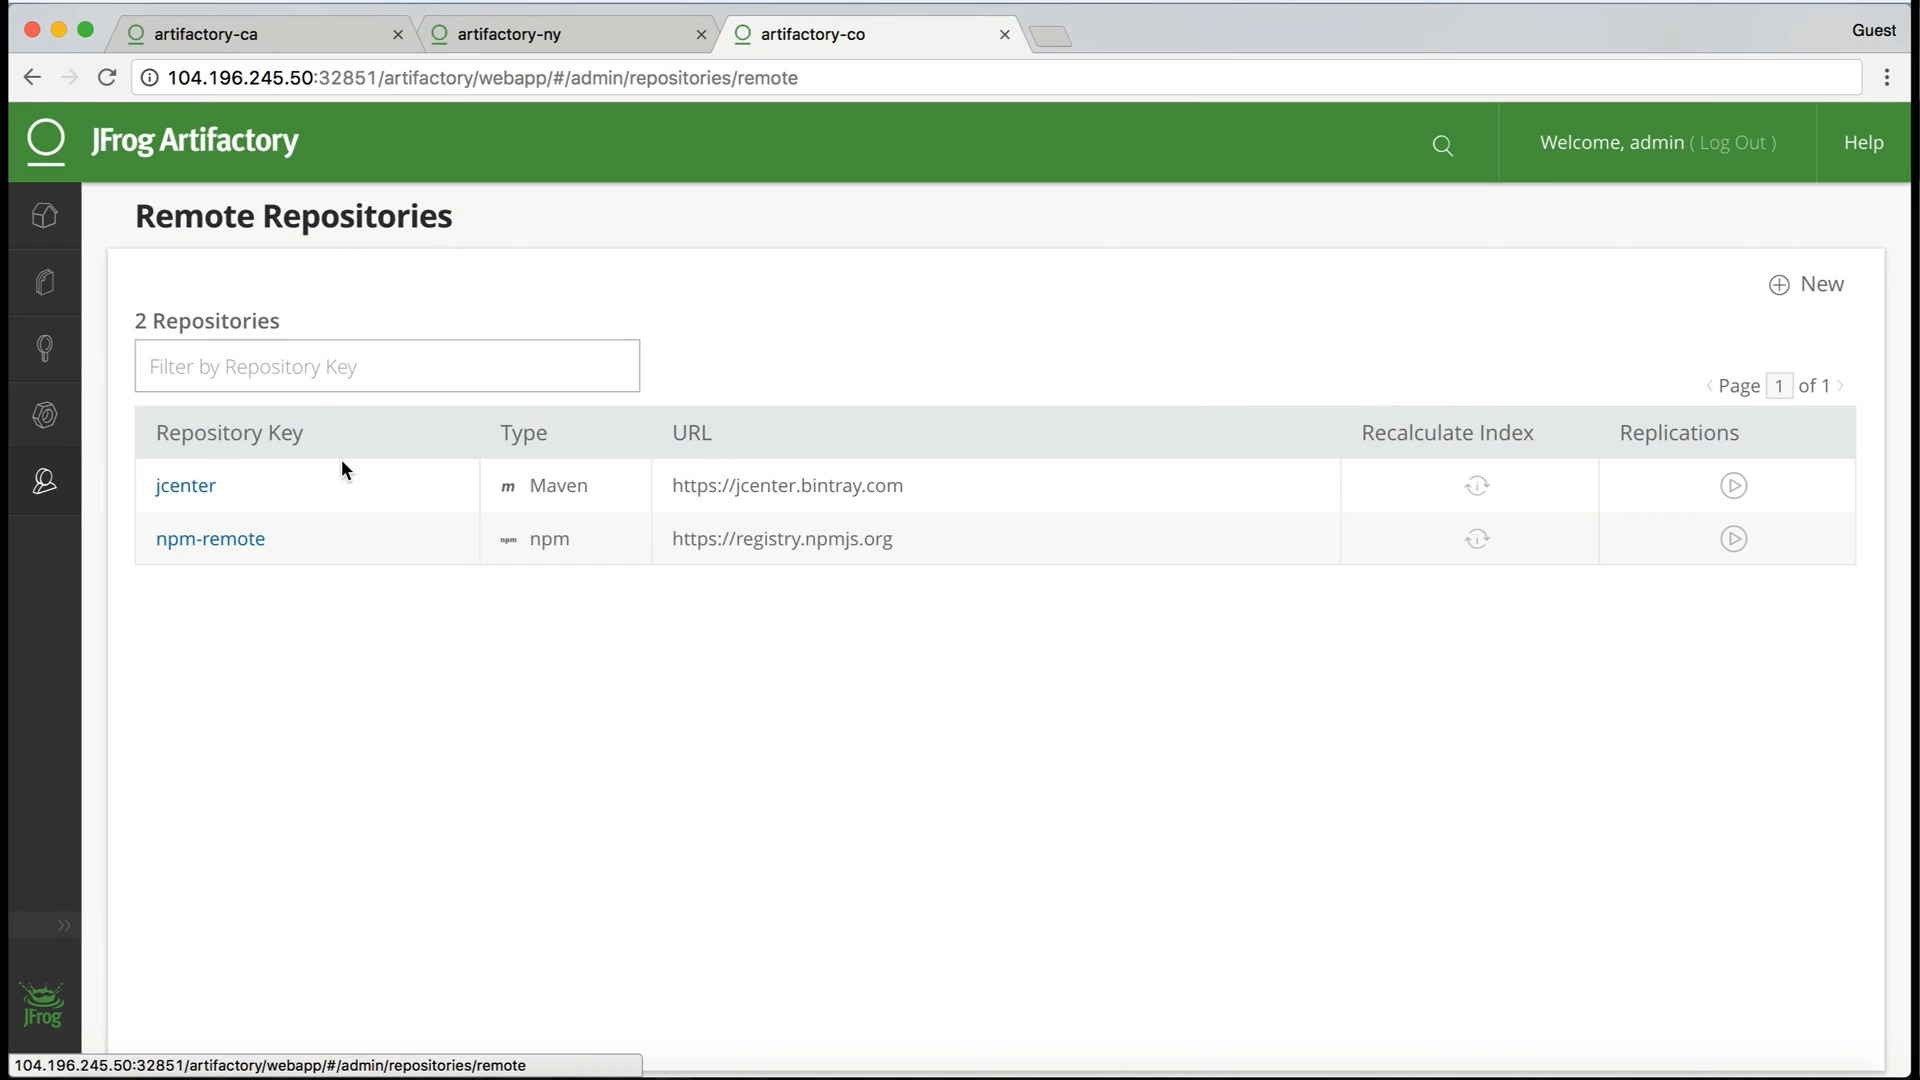 artifactory-ca
artifactory-ny
artifactory-co
Guest
104.196.245.50:32851/artifactory/webapp/#/admin/repositories/remote
JFrog Artifactory
Welcome, admin ( Log Out )
Help
Remote Repositories
New
2 Repositories
Filter by Repository Key
Page 1 of 1
Repository Key Type URL Recalculate Index Replications
jcenter m Maven https://jcenter.bintray.com
npm-remote npm npm https://registry.npmjs.org
JFrog
104.196.245.50:32851/artifactory/webapp/#/admin/repositories/remote